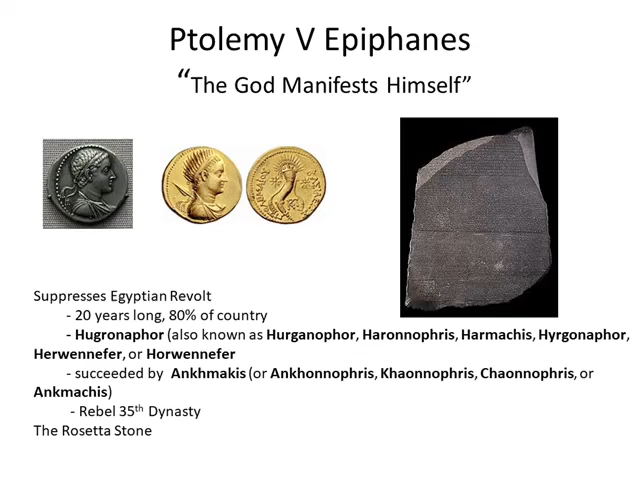 Ptolemy V Epiphanes
“The God Manifests Himself”
Suppresses Egyptian Revolt
- 20 years long, 80% of country
- Hugronaphor (also known as Hurganophor, Haronnophris, Harmachis, Hyrgonaphor,
Herwennefer, or Horwennefer
- succeeded by Ankhmakis (or Ankhonnophris, Khaonnophris, Chaonnophris, or
Ankmachis)
- Rebel 35th Dynasty
The Rosetta Stone